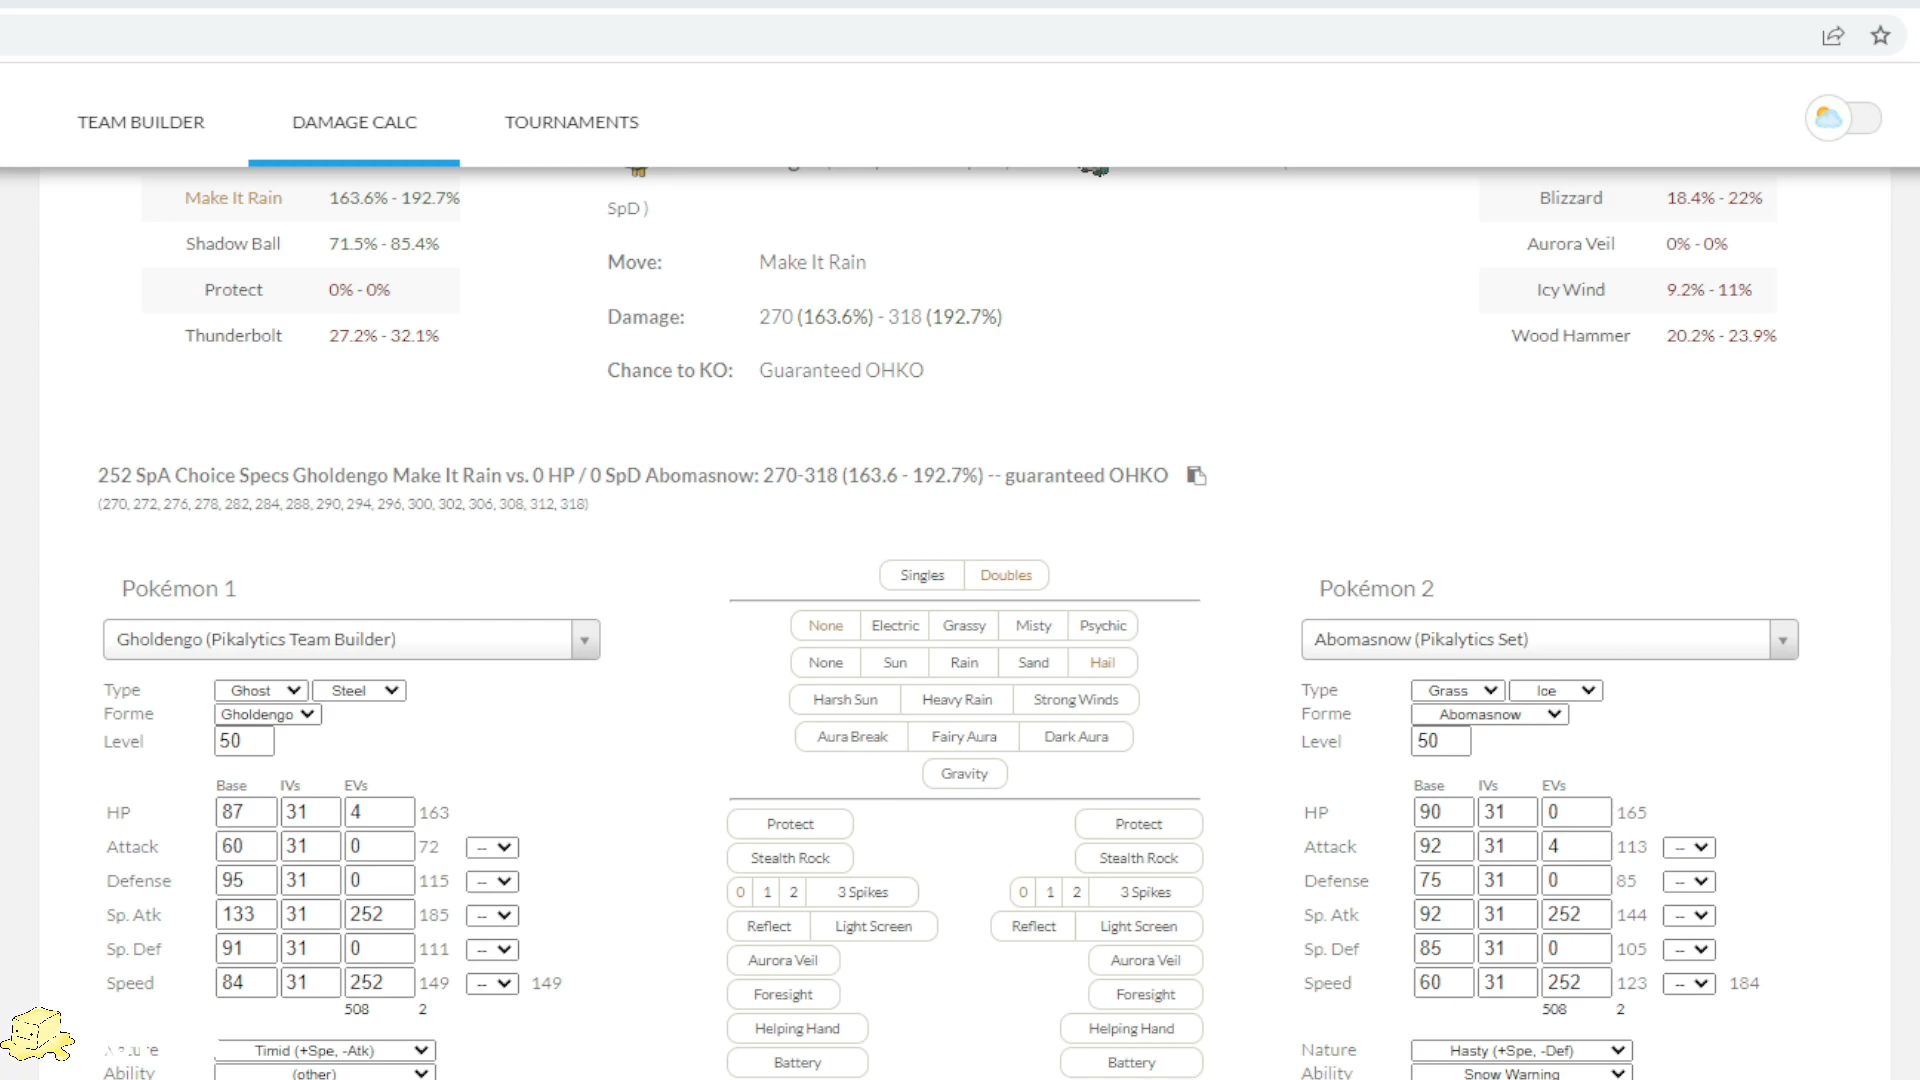 TEAM BUILDER DAMAGE CALC TOURNAMENTS
Make It Rain 163.6% - 192.7%
Shadow Ball 71.5% - 85.4%
Protect 0% - 0%
Thunderbolt 27.2% - 32.1%
SpD )
Move: Make It Rain
Damage: 270 (163.6%) - 318 (192.7%)
Chance to KO: Guaranteed OHKO
Blizzard 18.4% - 22%
Aurora Veil 0% - 0%
Icy Wind 9.2% - 11%
Wood Hammer 20.2% - 23.9%
252 SpA Choice Specs Gholdengo Make It Rain vs. 0 HP / 0 SpD Abomasnow: 270-318 (163.6 - 192.7%) -- guaranteed OHKO
(270, 272, 276, 278, 282, 284, 288, 290, 294, 296, 300, 302, 306, 308, 312, 318)
Pokémon 1
Gholdengo (Pikalytics Team Builder)
Type Ghost Steel
Forme Gholdengo
Level 50
Base IVs EVs
HP 87 31 4 163
Attack 60 31 0 72 --
Defense 95 31 0 115 --
Sp. Atk 133 31 252 185 --
Sp. Def 91 31 0 111 --
Speed 84 31 252 149 -- 149
508 2
Timid (+Spe, -Atk)
Ability (other)
Singles Doubles
None Electric Grassy Misty Psychic
None Sun Rain Sand Hail
Harsh Sun Heavy Rain Strong Winds
Aura Break Fairy Aura Dark Aura
Gravity
Protect Protect
Stealth Rock Stealth Rock
0 1 2 3 Spikes 0 1 2 3 Spikes
Reflect Light Screen Reflect Light Screen
Aurora Veil Aurora Veil
Foresight Foresight
Helping Hand Helping Hand
Battery Battery
Pokémon 2
Abomasnow (Pikalytics Set)
Type Grass Ice
Forme Abomasnow
Level 50
Base IVs EVs
HP 90 31 0 165
Attack 92 31 4 113 --
Defense 75 31 0 85 --
Sp. Atk 92 31 252 144 --
Sp. Def 85 31 0 105 --
Speed 60 31 252 123 -- 184
508 2
Nature Hasty (+Spe, -Def)
Ability Snow Warning